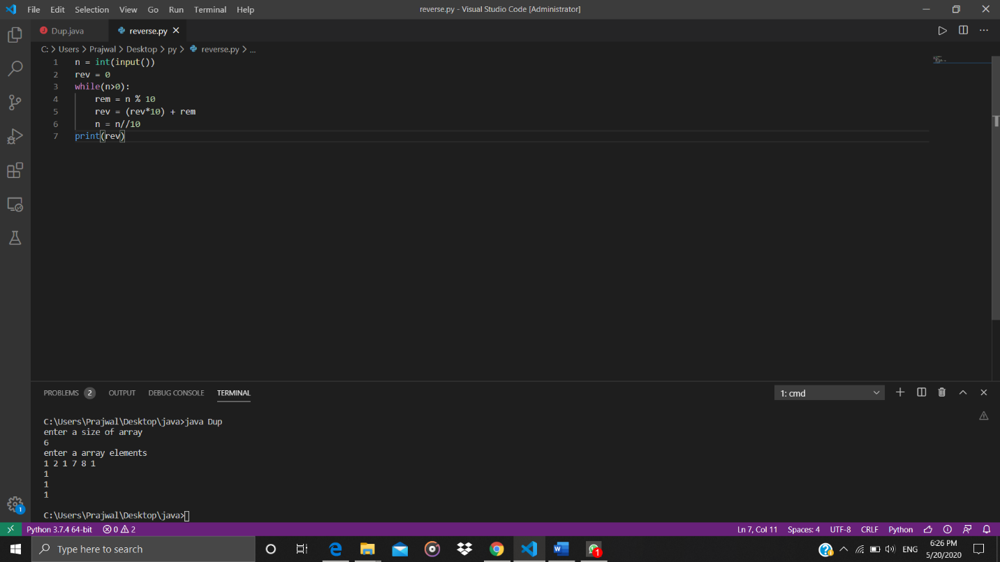 File Edit Selection View Go Run Terminal Help
reverse.py - Visual Studio Code [Administrator]
Dup.java
reverse.py
C: > Users > Prajwal > Desktop > py > reverse.py > ...
1 n = int(input())
2 rev = 0
3 while(n>0):
4     rem = n % 10
5     rev = (rev*10) + rem
6     n = n//10
7 print(rev)
PROBLEMS 2 OUTPUT DEBUG CONSOLE TERMINAL
1: cmd
C:\Users\Prajwal\Desktop\java>java Dup
enter a size of array
6
enter a array elements
1 2 1 7 8 1
1
1
1
C:\Users\Prajwal\Desktop\java>
1
Python 3.7.4 64-bit 0 2 Ln 7, Col 11 Spaces: 4 UTF-8 CRLF Python
Type here to search
1
ENG
6:26 PM
5/20/2020